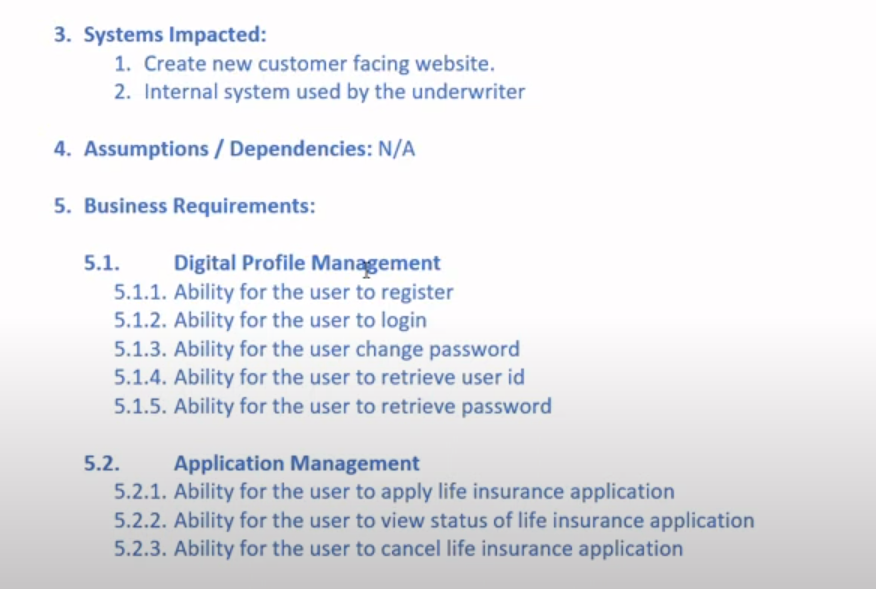 3. Systems Impacted:
1. Create new customer facing website.
2. Internal system used by the underwriter
4. Assumptions / Dependencies: N/A
5. Business Requirements:
5.1. Digital Profile Management
5.1.1. Ability for the user to register
5.1.2. Ability for the user to login
5.1.3. Ability for the user change password
5.1.4. Ability for the user to retrieve user id
5.1.5. Ability for the user to retrieve password
5.2. Application Management
5.2.1. Ability for the user to apply life insurance application
5.2.2. Ability for the user to view status of life insurance application
5.2.3. Ability for the user to cancel life insurance application